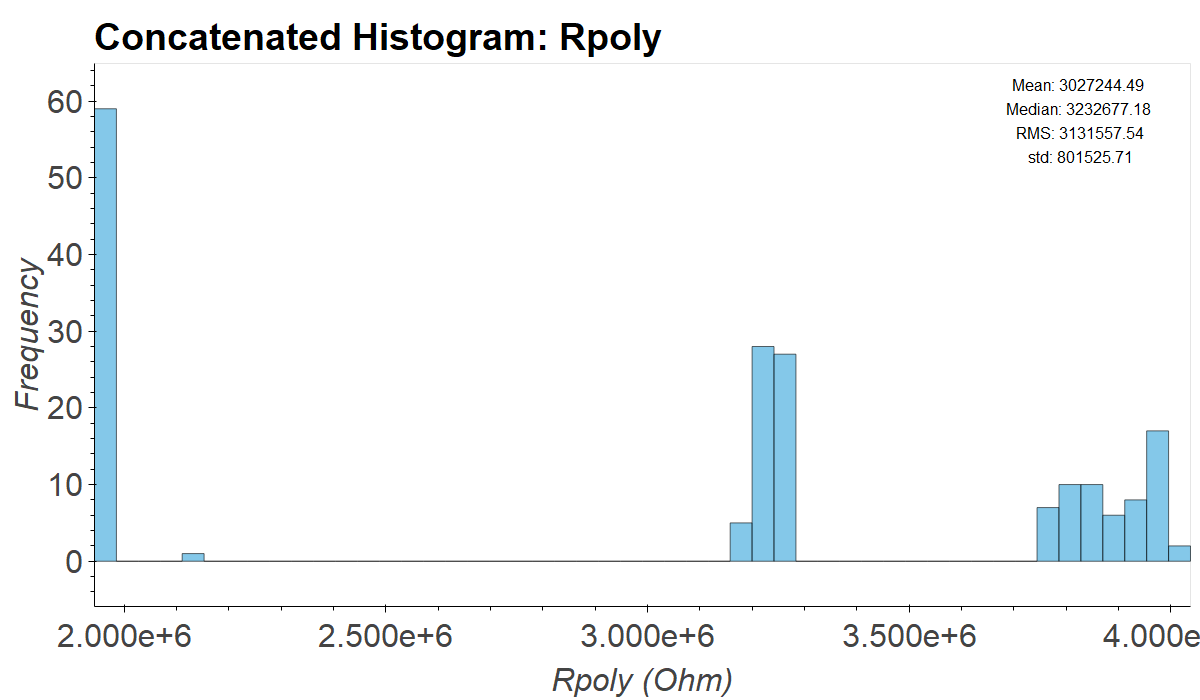 Concatenated Histogram: Rpoly
Mean: 3027244.49
Median: 3232677.18
RMS: 3131557.54
std: 801525.71
Frequency
60
50
40
30
20
10
0
2.000e+6 2.500e+6 3.000e+6 3.500e+6 4.000e
Rpoly (Ohm)